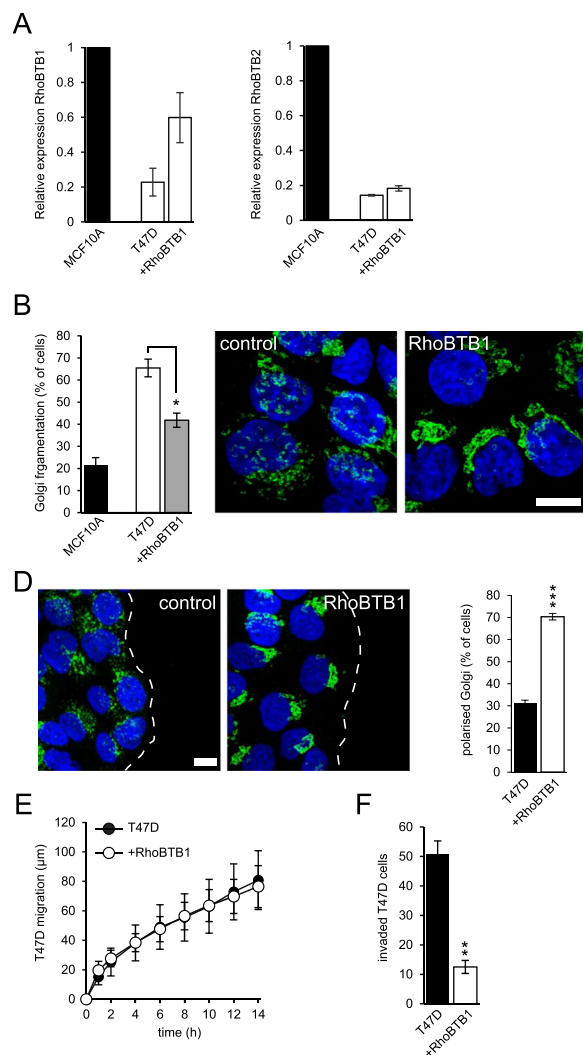 A
Relative expression RhoBTB1
1
0.8
0.6
0.4
0.2
0
MCF10A
T47D
+RhoBTB1
Relative expression RhoBTB2
1
0.8
0.6
0.4
0.2
0
MCF10A
T47D
+RhoBTB1
B
Golgi frgamentation (% of cells)
80
70
60
50
40
30
20
10
0
*
MCF10A
T47D
+RhoBTB1
control
RhoBTB1
D
control
RhoBTB1
polarised Golgi (% of cells)
80
70
60
50
40
30
20
10
0
***
T47D
+RhoBTB1
E
T47D
+RhoBTB1
T47D migration (µm)
120
100
80
60
40
20
0
0 2 4 6 8 10 12 14
time (h)
F
invaded T47D cells
60
50
40
30
20
10
0
**
T47D
+RhoBTB1